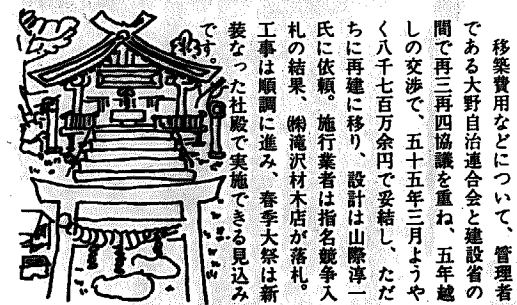 移築費用などについて、管理者
である大野自治連合会と建設省の
間で再三再四協議を重ね、五年越
しの交渉で、五十五年三月ようや
く八千七百万余円で妥結し、ただ
ちに再建に移り、設計は山際淳一
氏に依頼。施行業者は指名競争入
札の結果、㈱滝沢材木店が落札。
工事は順調に進み、春季大祭は新
装なった社殿で実施できる見込み
です。